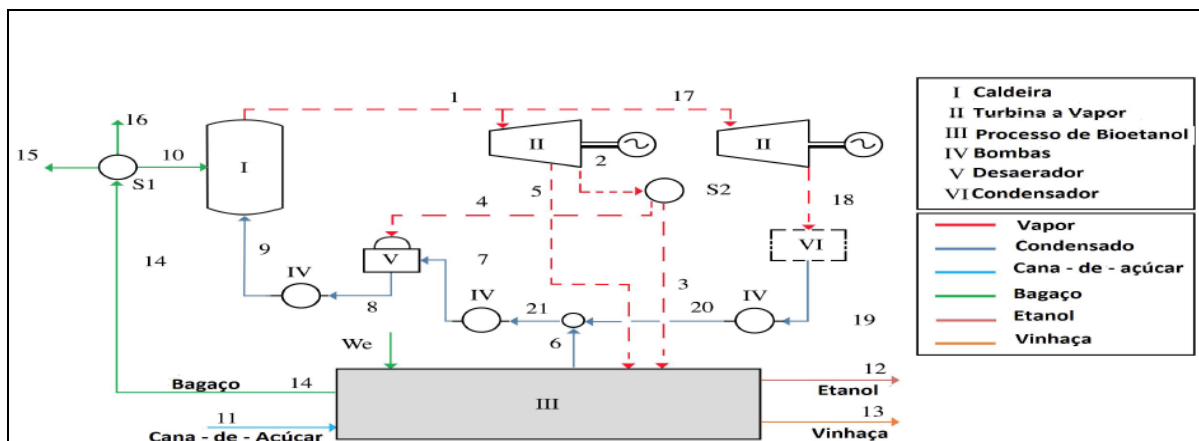 1
17
16
15
10
S1
I
II
2
5
II
S2
4
18
V
7
VI
14
9
IV
8
3
IV
21
20
IV
19
6
We
Bagaço 14
III
12
Etanol
11
Cana - de - Açúcar
13
Vinhaça
I Caldeira
II Turbina a Vapor
III Processo de Bioetanol
IV Bombas
V Desaerador
VI Condensador
Vapor
Condensado
Cana - de - açúcar
Bagaço
Etanol
Vinhaça